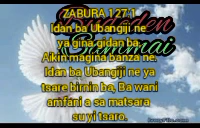 ZABURA 127:1
Idan ba Ubangiji ne
ya gina gidan ba,
Aikin magina banza ne.
Idan ba Ubangiji ne ya
tsare birnin ba, Ba wani
amfani a sa matsara
su yi tsaro.